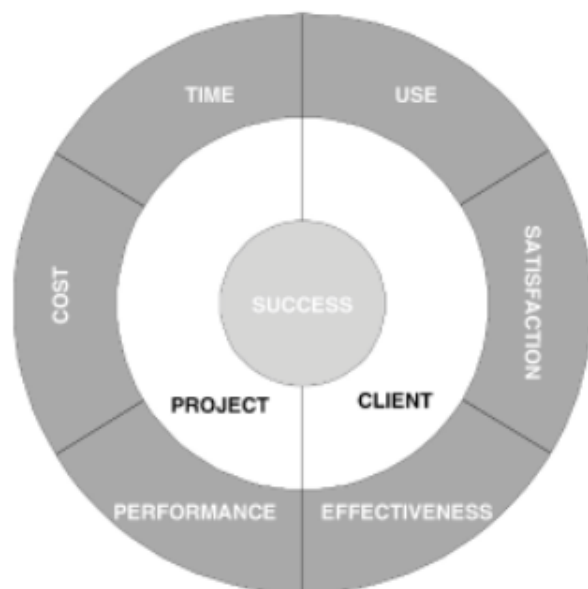 TIME
USE
COST
SATISFACTION
SUCCESS
PROJECT
CLIENT
PERFORMANCE
EFFECTIVENESS